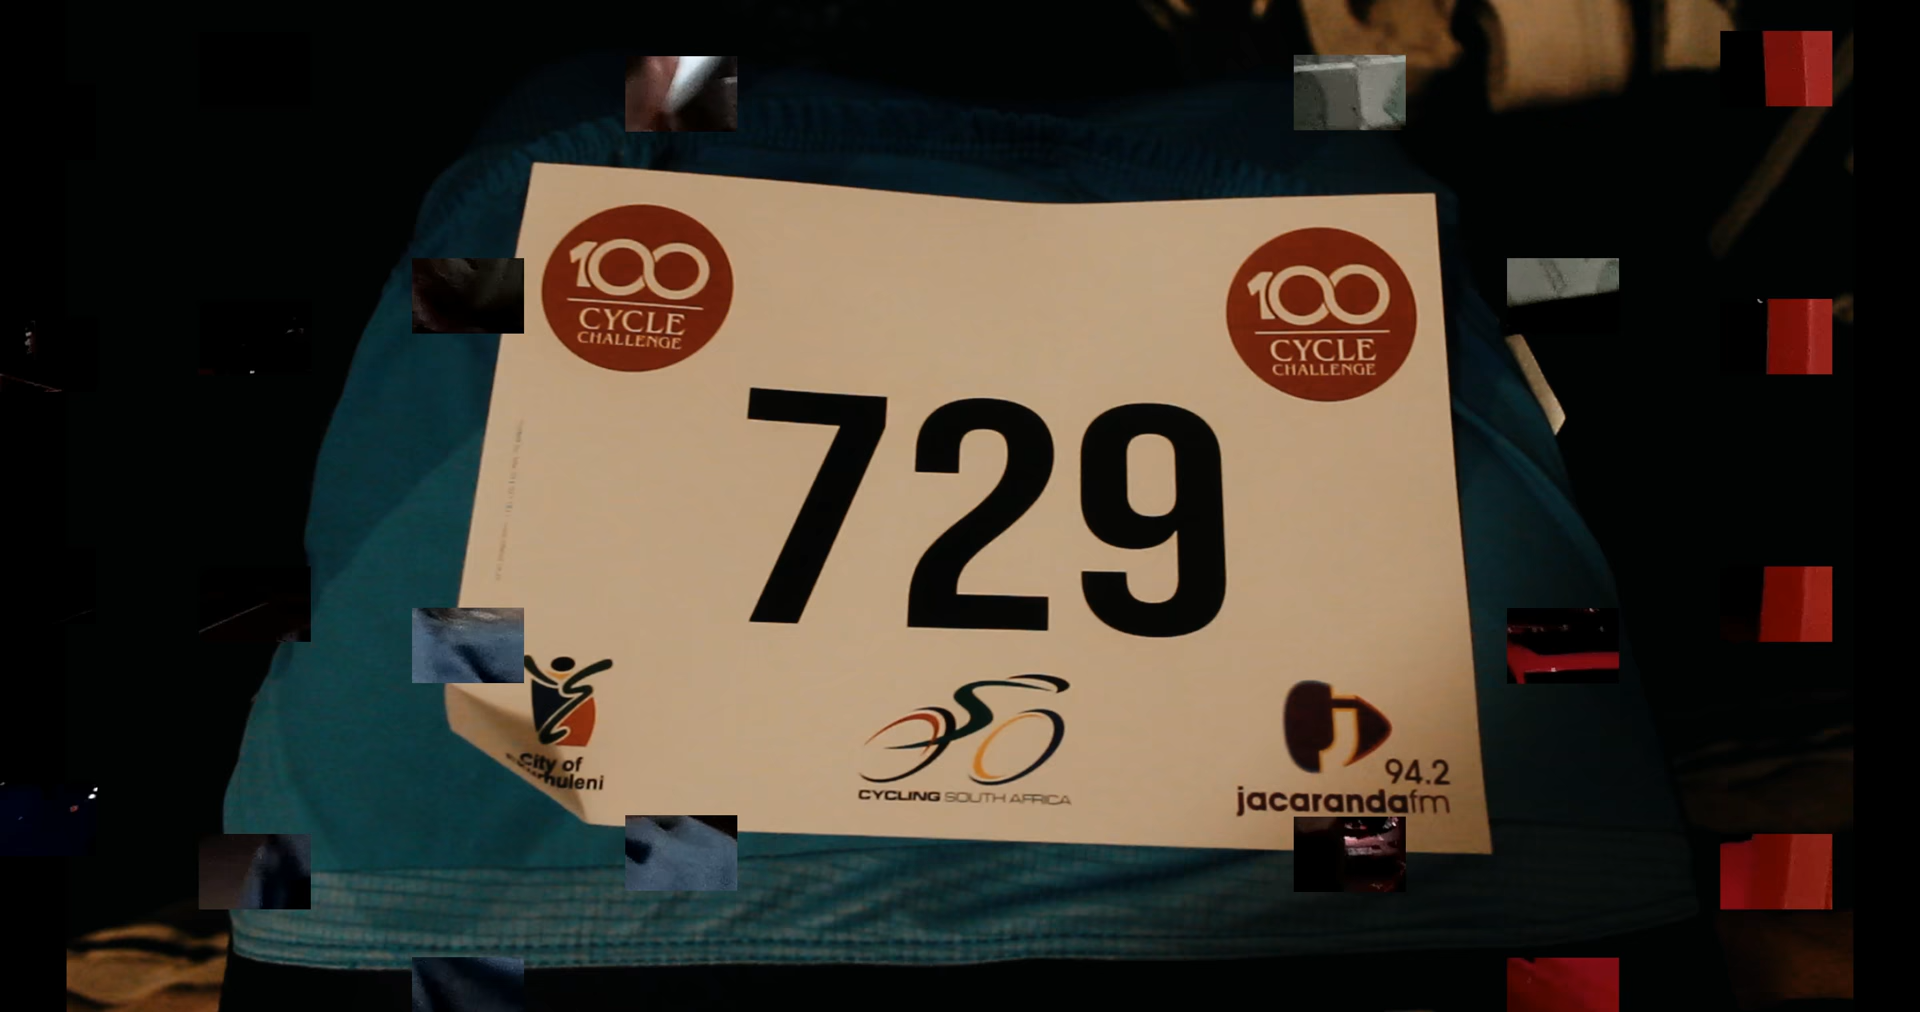 100
CYCLE
CHALLENGE
100
CYCLE
CHALLENGE
729
City of
CYCLING SOUTH AFRICA
94.2
jacarandafm